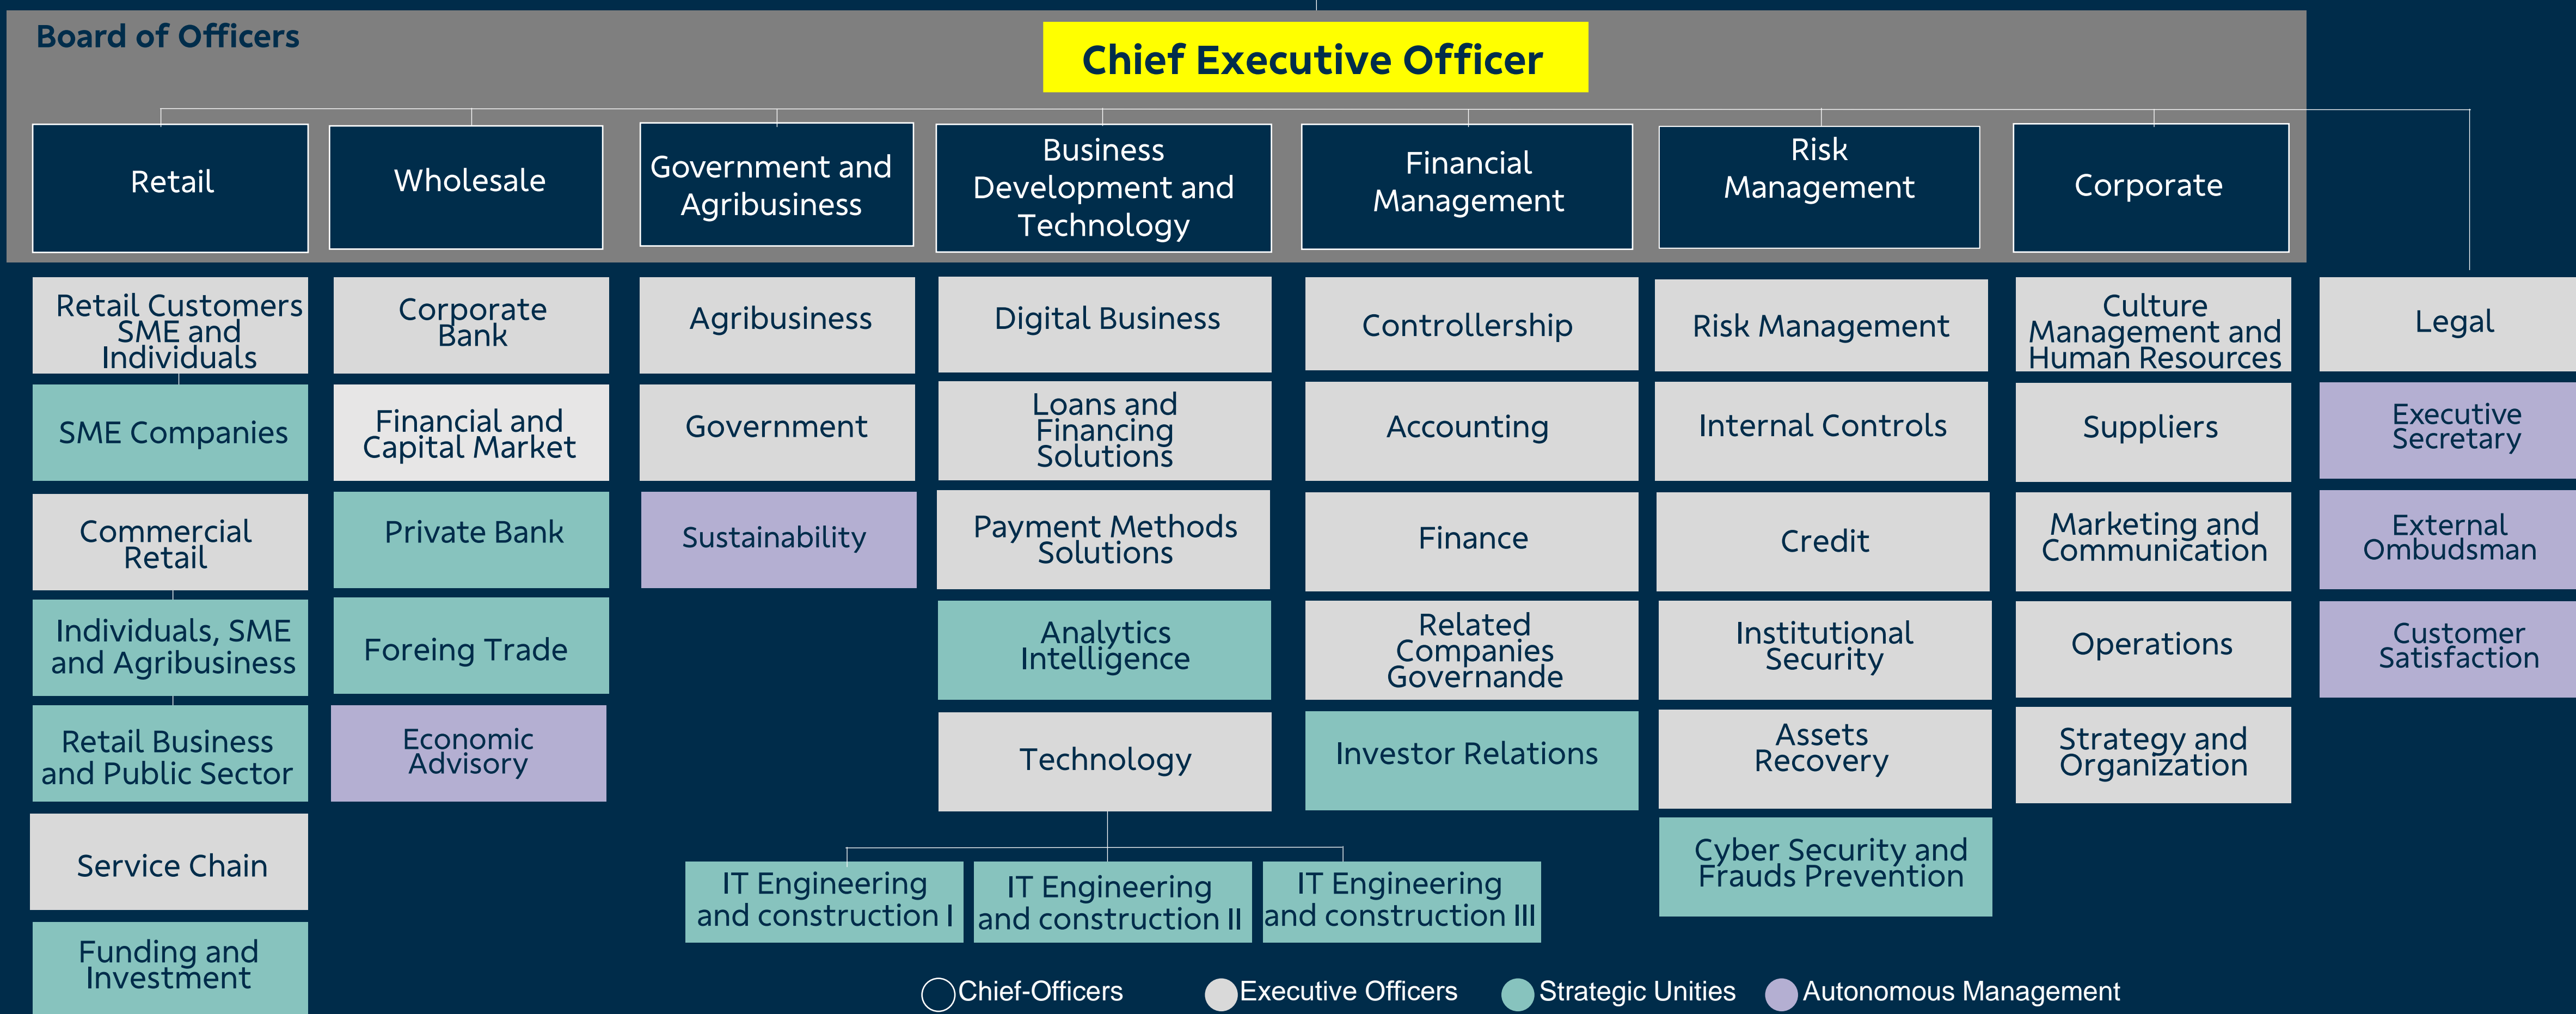 Board of Officers
Chief Executive Officer
Retail
Wholesale
Government and
Agribusiness
Business
Development and
Technology
Financial
Management
Risk
Management
Corporate
Retail Customers
SME and
Individuals
SME Companies
Commercial
Retail
Individuals, SME
and Agribusiness
Retail Business
and Public Sector
Service Chain
Funding and
Investment
Corporate
Bank
Financial and
Capital Market
Private Bank
Foreing Trade
Economic
Advisory
Agribusiness
Government
Sustainability
Digital Business
Loans and
Financing
Solutions
Payment Methods
Solutions
Analytics
Intelligence
Technology
IT Engineering
and construction I
IT Engineering
and construction II
IT Engineering
and construction III
Controllership
Accounting
Finance
Related
Companies
Governande
Investor Relations
Risk Management
Internal Controls
Credit
Institutional
Security
Assets
Recovery
Cyber Security and
Frauds Prevention
Culture
Management and
Human Resources
Suppliers
Marketing and
Communication
Operations
Strategy and
Organization
Legal
Executive
Secretary
External
Ombudsman
Customer
Satisfaction
Chief-Officers
Executive Officers
Strategic Unities
Autonomous Management